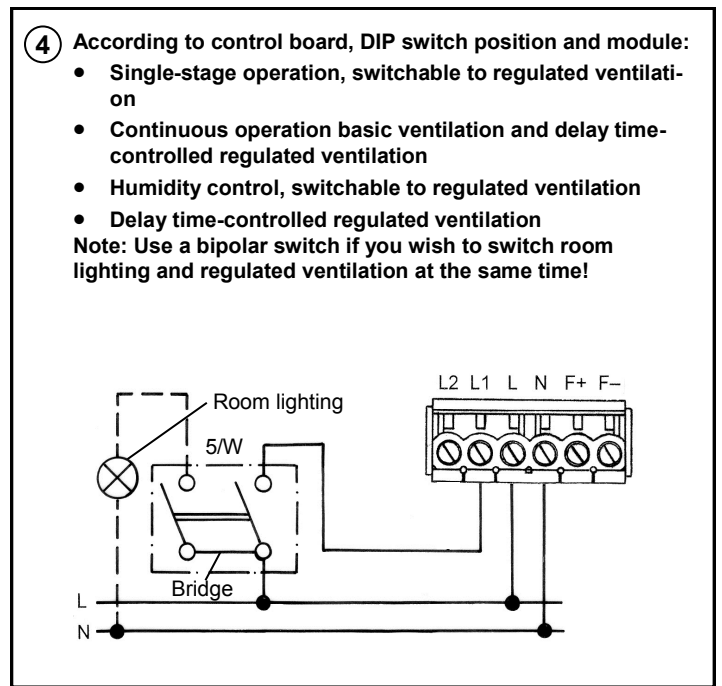 4 According to control board, DIP switch position and module:
• Single-stage operation, switchable to regulated ventilati-
on
• Continuous operation basic ventilation and delay time-
controlled regulated ventilation
• Humidity control, switchable to regulated ventilation
• Delay time-controlled regulated ventilation
Note: Use a bipolar switch if you wish to switch room
lighting and regulated ventilation at the same time!
L2 L1 L N F+ F–
Room lighting
5/W
Bridge
L
N